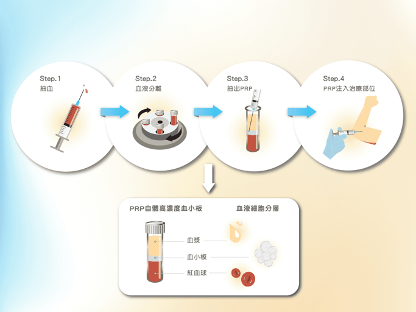 Step.1
抽血
Step.2
血液分離
Step.3
抽出PRP
Step.4
PRP注入治療部位
PRP自體高濃度血小板
血液細胞分層
血漿
血小板
紅血球